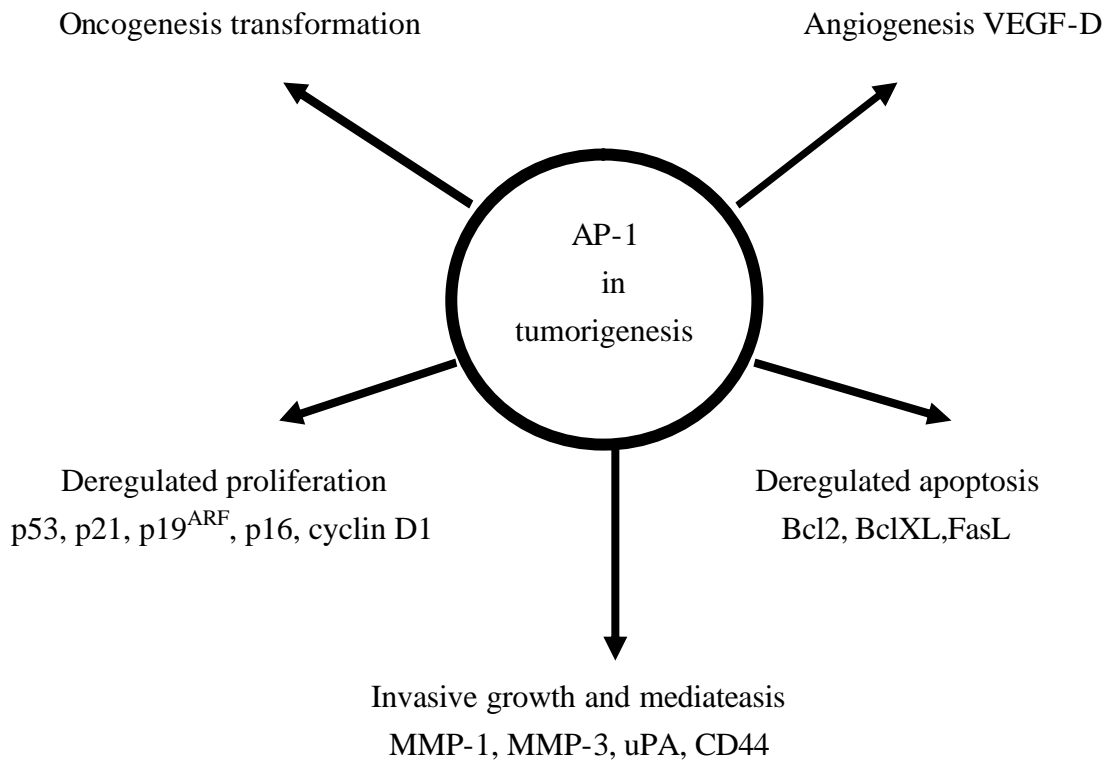 Oncogenesis transformation
Angiogenesis VEGF-D
AP-1
in
tumorigenesis
Deregulated proliferation
p53, p21, p19ᴬᴿᶠ, p16, cyclin D1
Deregulated apoptosis
Bcl2, BclXL,FasL
Invasive growth and mediateasis
MMP-1, MMP-3, uPA, CD44